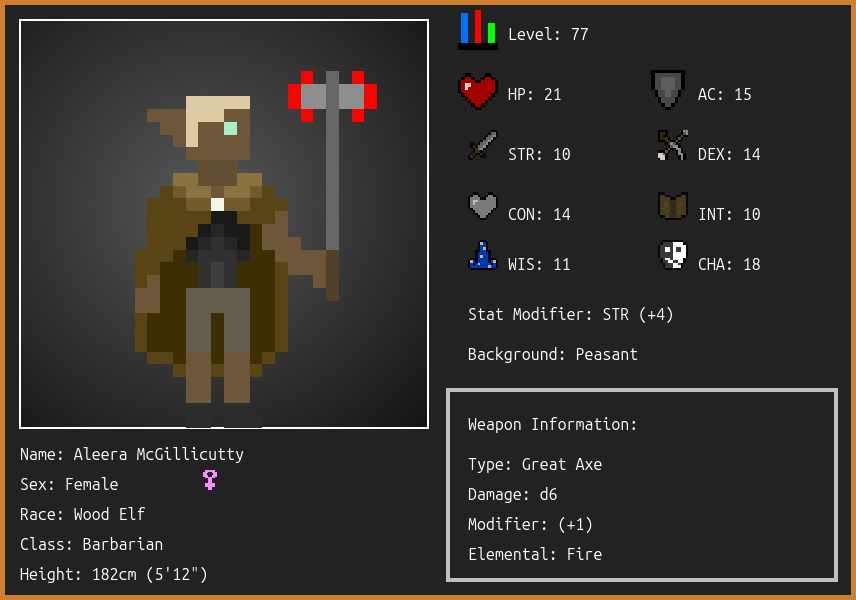 Level: 77
HP: 21
AC: 15
STR: 10
DEX: 14
CON: 14
INT: 10
WIS: 11
CHA: 18
Stat Modifier: STR (+4)
Background: Peasant
Weapon Information:
Type: Great Axe
Damage: d6
Modifier: (+1)
Elemental: Fire
Name: Aleera McGillicutty
Sex: Female
Race: Wood Elf
Class: Barbarian
Height: 182cm (5'12")